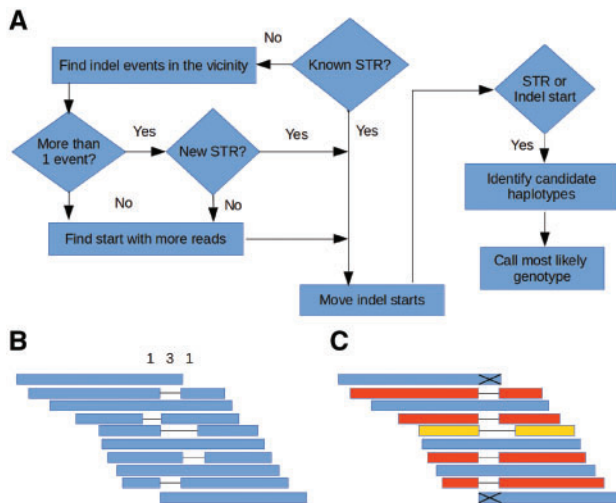 A
No
Find indel events in the vicinity
Known STR?
STR or
Indel start
Yes
Yes
Yes
More than
1 event?
New STR?
Yes
Identify candidate
haplotypes
No
No
Find start with more reads
Call most likely
genotype
Move indel starts
B
1 3 1
C